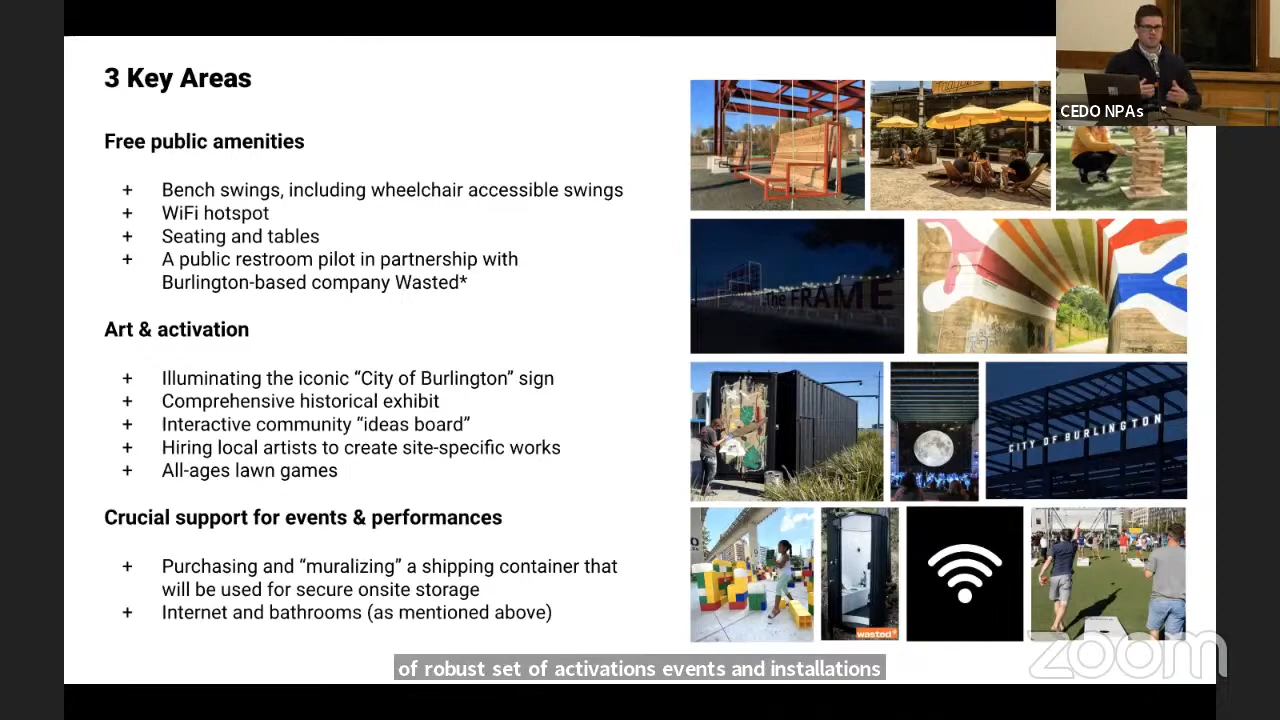 3 Key Areas
CEDO NPAs
Free public amenities
+ Bench swings, including wheelchair accessible swings
+ WiFi hotspot
+ Seating and tables
+ A public restroom pilot in partnership with
Burlington-based company Wasted*
Art & activation
+ Illuminating the iconic “City of Burlington” sign
+ Comprehensive historical exhibit
+ Interactive community “ideas board”
+ Hiring local artists to create site-specific works
+ All-ages lawn games
Crucial support for events & performances
+ Purchasing and “muralizing” a shipping container that
will be used for secure onsite storage
+ Internet and bathrooms (as mentioned above)
The FRAME
CITY OF BURLINGTON
wasted*
zoom
of robust set of activations events and installations